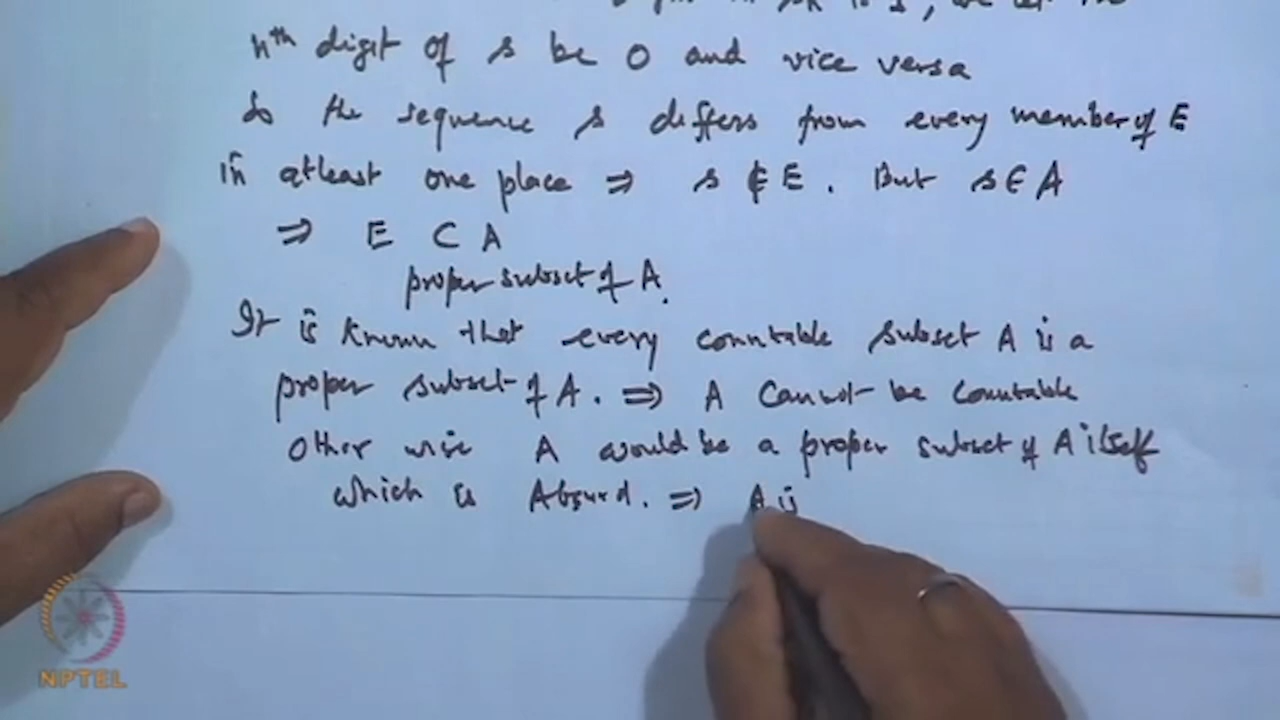 nth digit of s be 0 and vice versa
So the sequence s differs from every member of E
in atleast one place ⇒ s ∉ E . But s ∈ A
⇒ E ⊂ A
proper subset of A.
It is known that every countable subset A is a
proper subset of A . ⇒ A cannot be countable
Other wise A would be a proper subset of A itself
which is Absurd . ⇒ A is
NPTEL